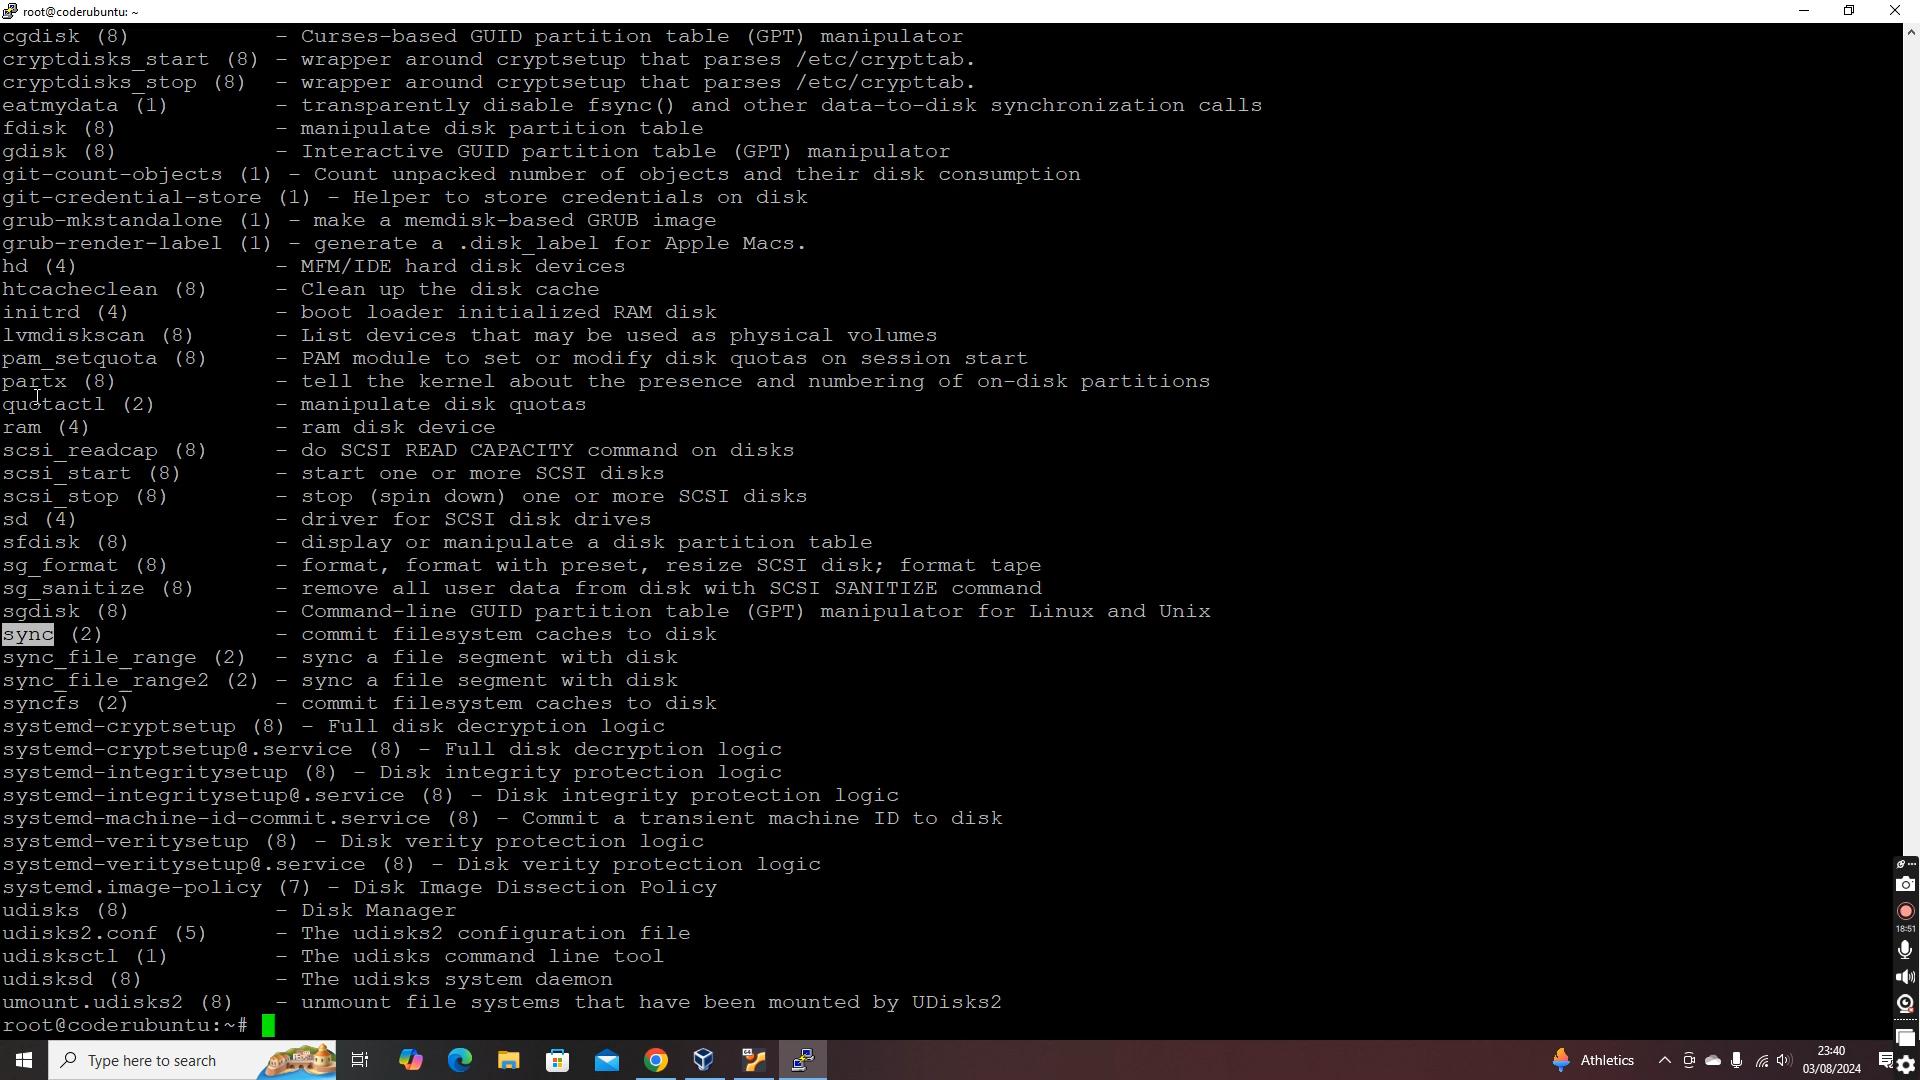 root@coderubuntu: ~
cgdisk (8)           - Curses-based GUID partition table (GPT) manipulator
cryptdisks_start (8) - wrapper around cryptsetup that parses /etc/crypttab.
cryptdisks_stop (8)  - wrapper around cryptsetup that parses /etc/crypttab.
eatmydata (1)        - transparently disable fsync() and other data-to-disk synchronization calls
fdisk (8)            - manipulate disk partition table
gdisk (8)            - Interactive GUID partition table (GPT) manipulator
git-count-objects (1) - Count unpacked number of objects and their disk consumption
git-credential-store (1) - Helper to store credentials on disk
grub-mkstandalone (1) - make a memdisk-based GRUB image
grub-render-label (1) - generate a .disk_label for Apple Macs.
hd (4)               - MFM/IDE hard disk devices
htcacheclean (8)     - Clean up the disk cache
initrd (4)           - boot loader initialized RAM disk
lvmdiskscan (8)      - List devices that may be used as physical volumes
pam_setquota (8)     - PAM module to set or modify disk quotas on session start
partx (8)            - tell the kernel about the presence and numbering of on-disk partitions
quotactl (2)         - manipulate disk quotas
ram (4)              - ram disk device
scsi_readcap (8)     - do SCSI READ CAPACITY command on disks
scsi_start (8)       - start one or more SCSI disks
scsi_stop (8)        - stop (spin down) one or more SCSI disks
sd (4)               - driver for SCSI disk drives
sfdisk (8)           - display or manipulate a disk partition table
sg_format (8)        - format, format with preset, resize SCSI disk; format tape
sg_sanitize (8)      - remove all user data from disk with SCSI SANITIZE command
sgdisk (8)           - Command-line GUID partition table (GPT) manipulator for Linux and Unix
sync (2)             - commit filesystem caches to disk
sync_file_range (2)  - sync a file segment with disk
sync_file_range2 (2) - sync a file segment with disk
syncfs (2)           - commit filesystem caches to disk
systemd-cryptsetup (8) - Full disk decryption logic
systemd-cryptsetup@.service (8) - Full disk decryption logic
systemd-integritysetup (8) - Disk integrity protection logic
systemd-integritysetup@.service (8) - Disk integrity protection logic
systemd-machine-id-commit.service (8) - Commit a transient machine ID to disk
systemd-veritysetup (8) - Disk verity protection logic
systemd-veritysetup@.service (8) - Disk verity protection logic
systemd.image-policy (7) - Disk Image Dissection Policy
udisks (8)           - Disk Manager
udisks2.conf (5)     - The udisks2 configuration file
udisksctl (1)        - The udisks command line tool
udisksd (8)          - The udisks system daemon
umount.udisks2 (8)   - unmount file systems that have been mounted by UDisks2
root@coderubuntu:~#
18:51
Type here to search
Athletics
23:40
03/08/2024